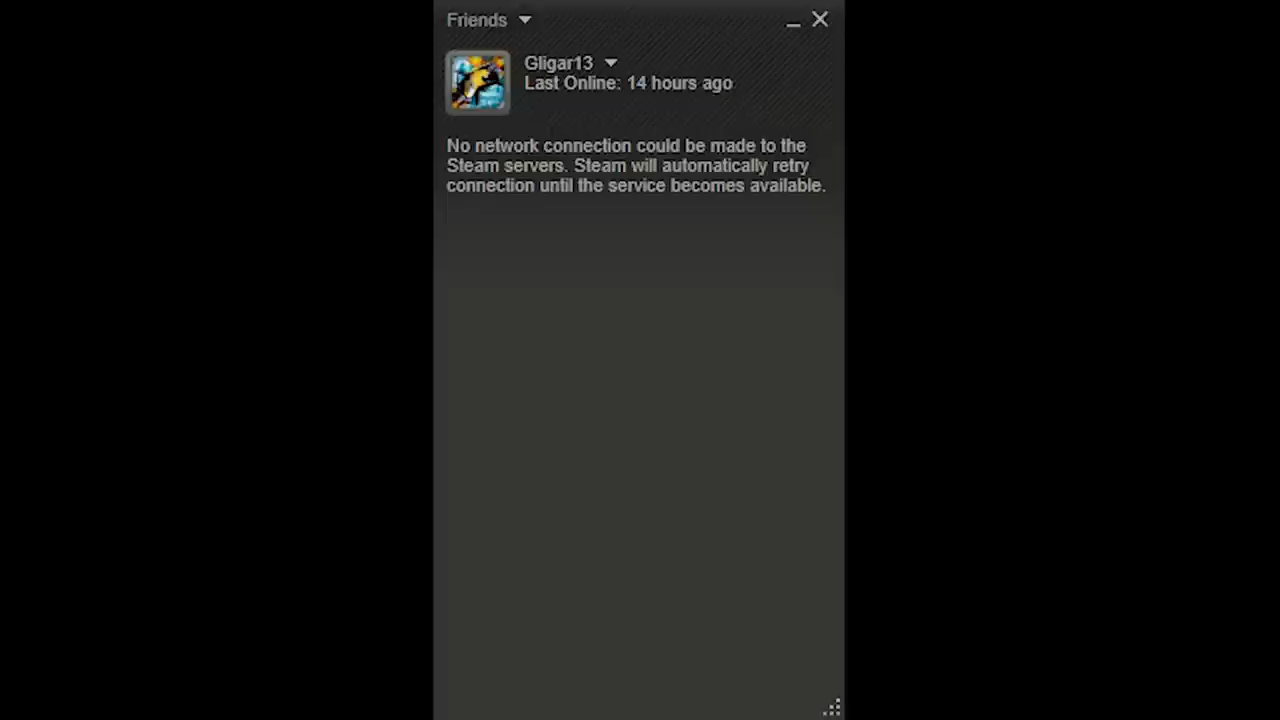 Friends
Gligar13
Last Online: 14 hours ago
No network connection could be made to the
Steam servers. Steam will automatically retry
connection until the service becomes available.